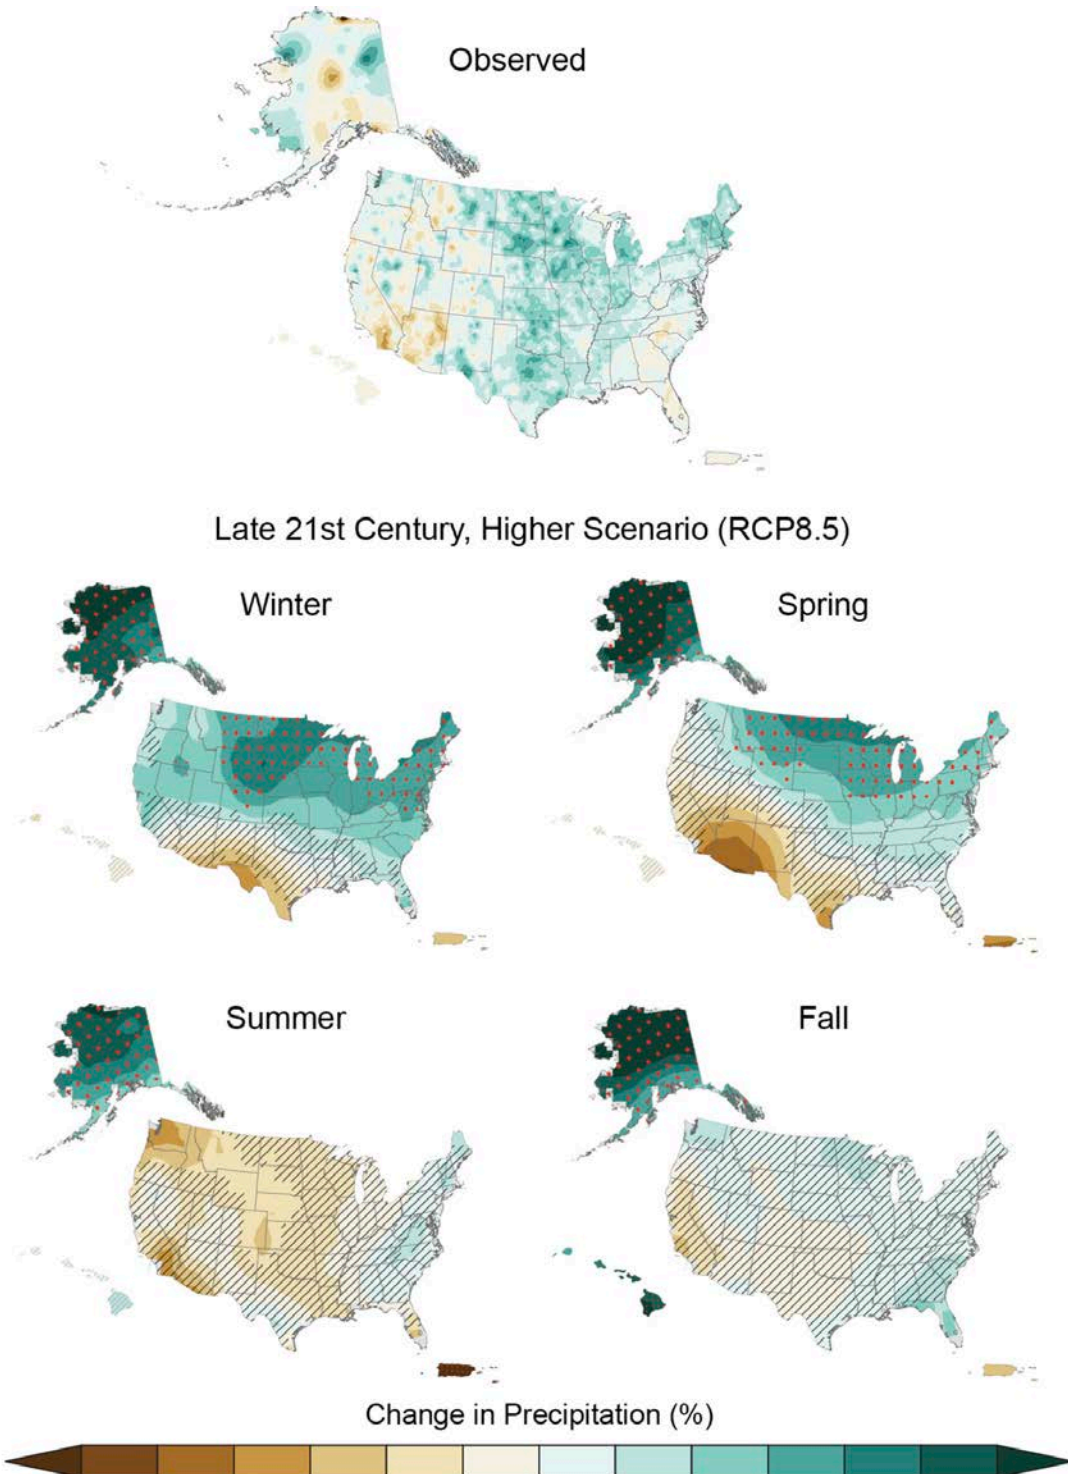 Observed
Late 21st Century, Higher Scenario (RCP8.5)
Winter
Spring
Summer
Fall
Change in Precipitation (%)